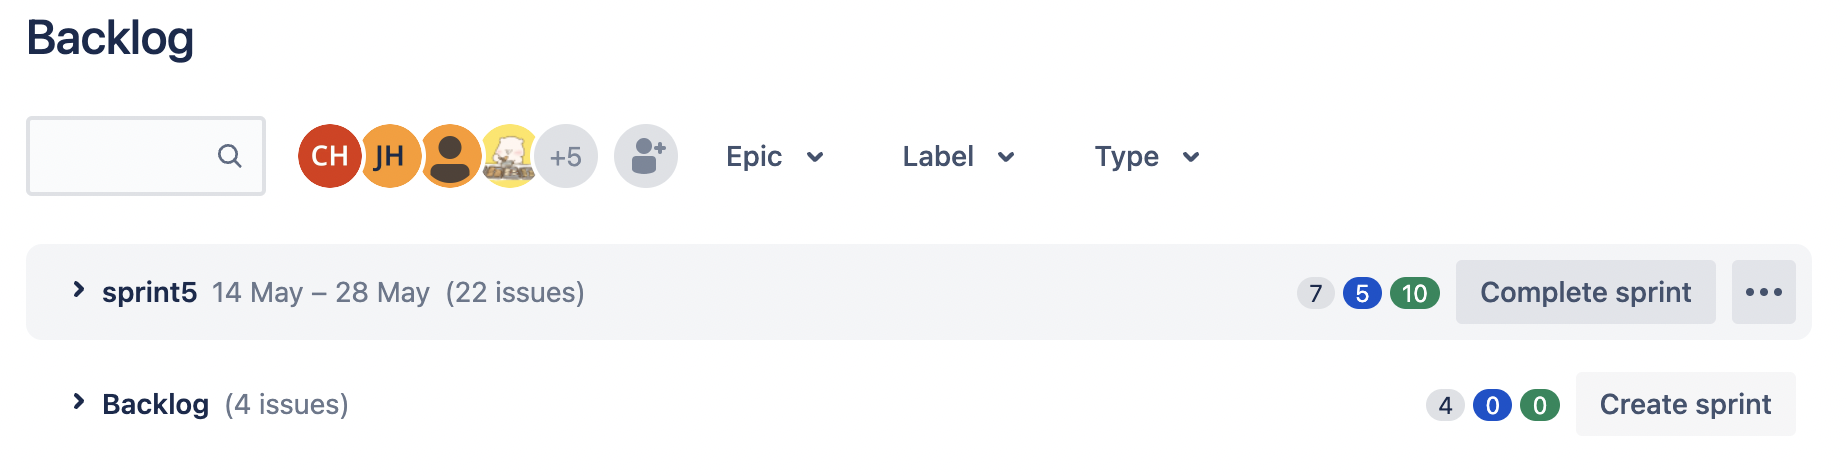 Backlog
CH JH +5 Epic Label Type
sprint5 14 May – 28 May (22 issues) 7 5 10 Complete sprint
Backlog (4 issues) 4 0 0 Create sprint